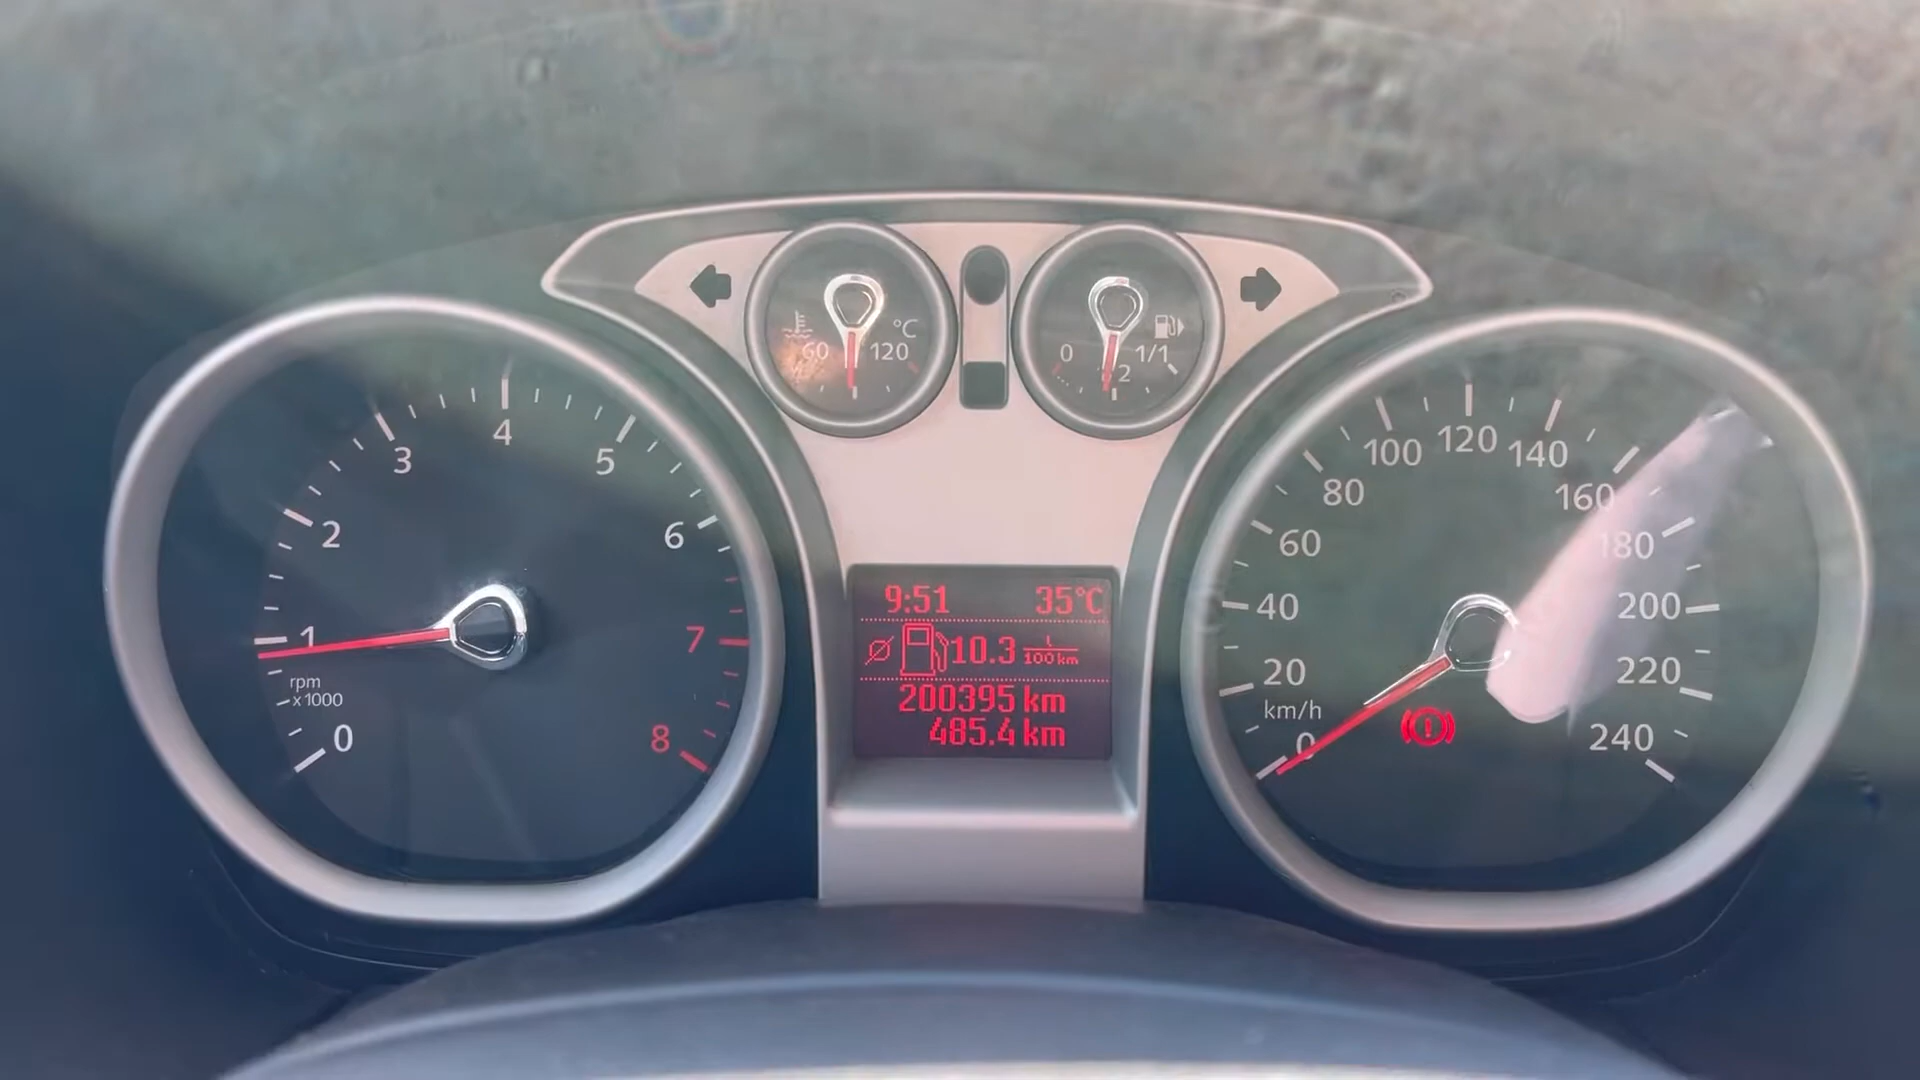 °C
60 120
0 1/1
2
4
3 5
2 6
1 7
rpm
x1000
0 8
100 120 140
80 160
60 180
40 200
20 220
km/h
0 240
9:51 35°C
10.3 L/100km
200395 km
485.4 km